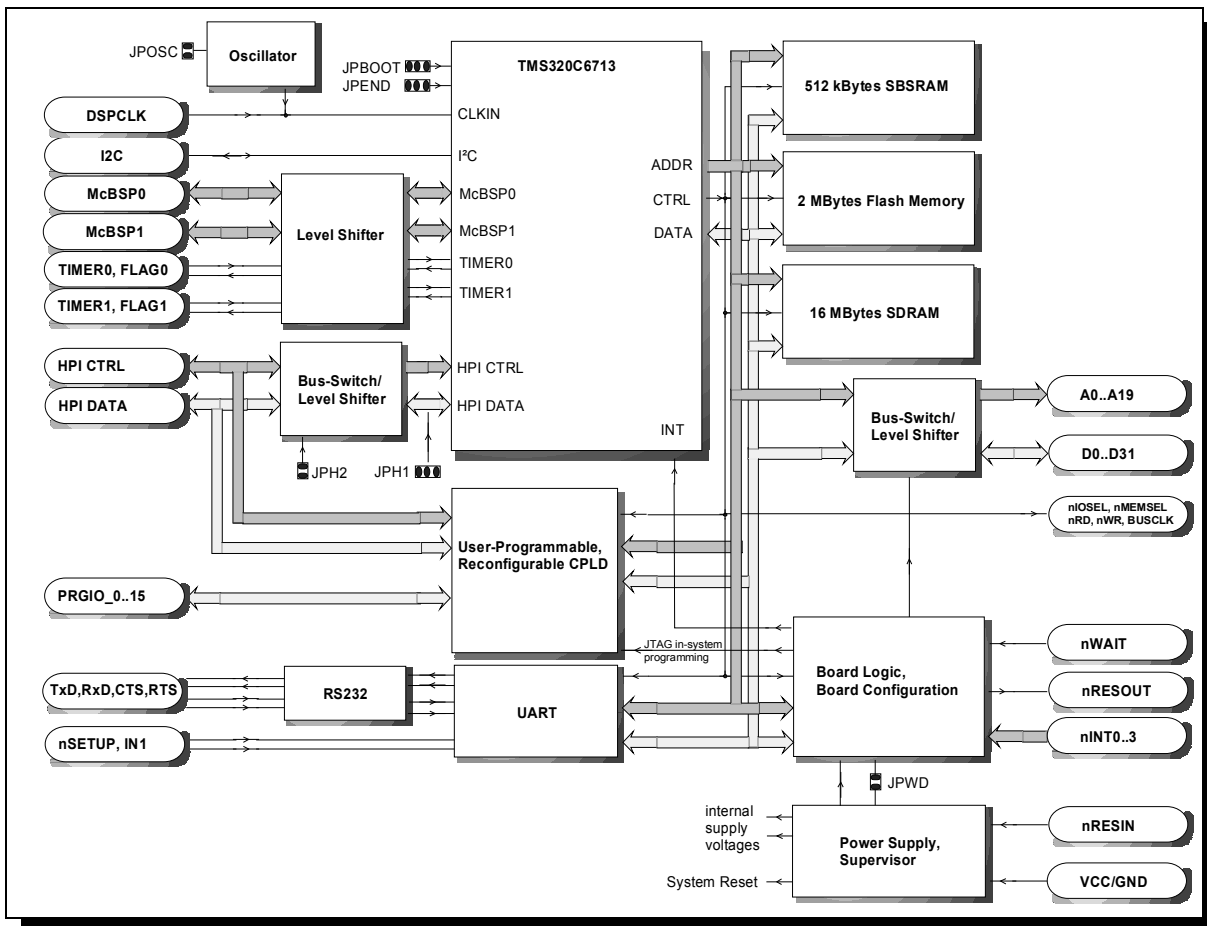 JPOSC
Oscillator
JPBOOT
JPEND
TMS320C6713
512 kBytes SBSRAM
DSPCLK
CLKIN
I2C
I²C
ADDR
CTRL
DATA
2 MBytes Flash Memory
McBSP0
McBSP0
McBSP1
McBSP1
Level Shifter
TIMER0, FLAG0
TIMER0
TIMER1, FLAG1
TIMER1
16 MBytes SDRAM
HPI CTRL
HPI CTRL
HPI DATA
HPI DATA
Bus-Switch/
Level Shifter
INT
JPH2
JPH1
Bus-Switch/
Level Shifter
A0..A19
D0..D31
nIOSEL, nMEMSEL
nRD, nWR, BUSCLK
User-Programmable,
Reconfigurable CPLD
PRGIO_0..15
JTAG in-system
programming
Board Logic,
Board Configuration
nWAIT
nRESOUT
nINT0..3
TxD,RxD,CTS,RTS
RS232
UART
nSETUP, IN1
JPWD
internal
supply
voltages
System Reset
Power Supply,
Supervisor
nRESIN
VCC/GND